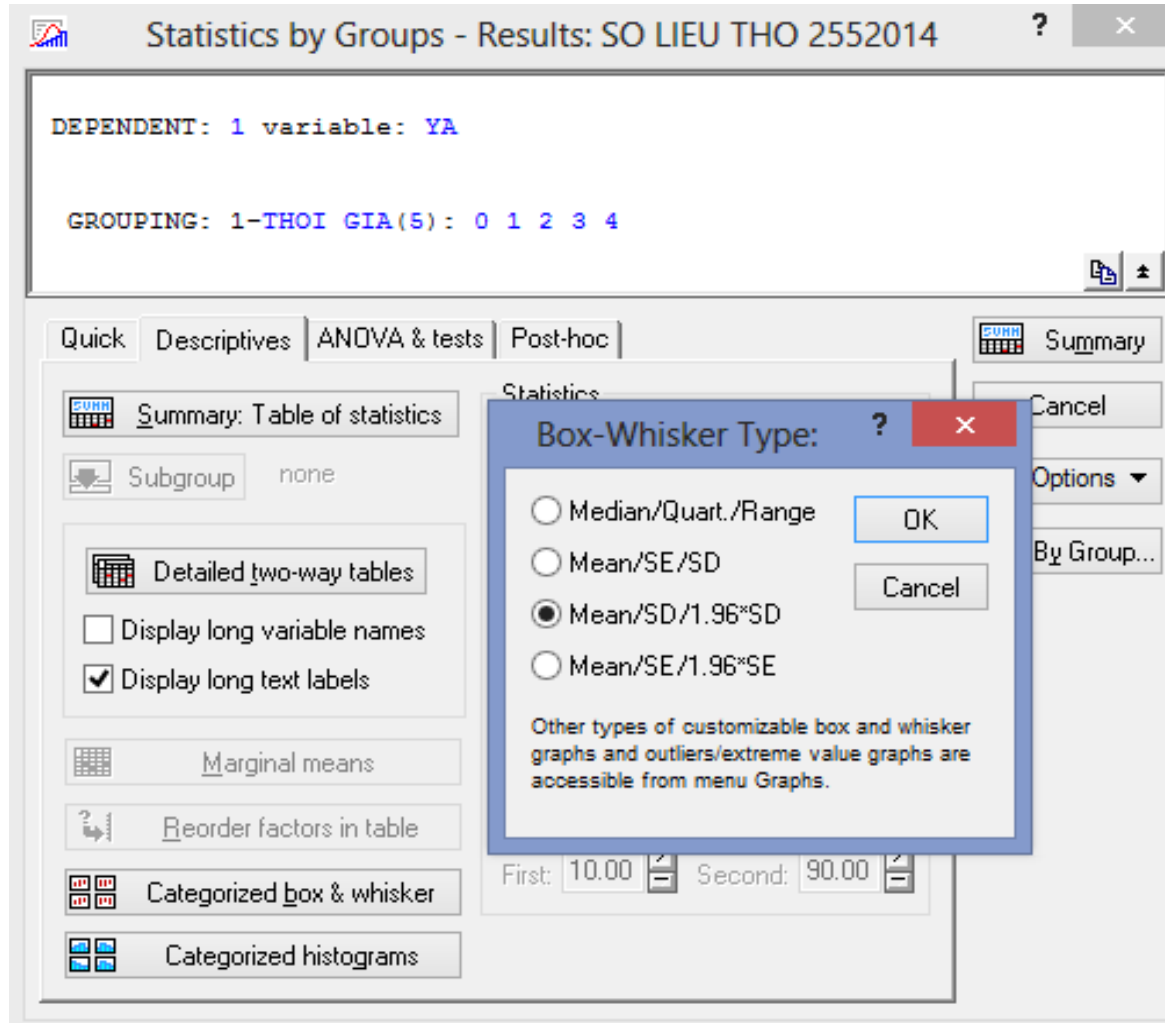 Statistics by Groups - Results: SO LIEU THO 2552014 ? ×
DEPENDENT: 1 variable: YA
GROUPING: 1-THOI GIA(5): 0 1 2 3 4
Quick Descriptives ANOVA & tests Post-hoc
Summary
Cancel
Options
By Group...
Summary: Table of statistics
Subgroup none
Detailed two-way tables
Display long variable names
Display long text labels
Marginal means
Reorder factors in table
Categorized box & whisker
Categorized histograms
Statistics
First: 10.00 Second: 90.00
Box-Whisker Type: ? ×
Median/Quart./Range
Mean/SE/SD
Mean/SD/1.96*SD
Mean/SE/1.96*SE
OK
Cancel
Other types of customizable box and whisker
graphs and outliers/extreme value graphs are
accessible from menu Graphs.